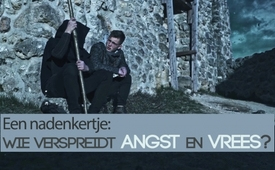 Een nadenkertje:
WIE VERSPREIDT ANGST EN VREES?